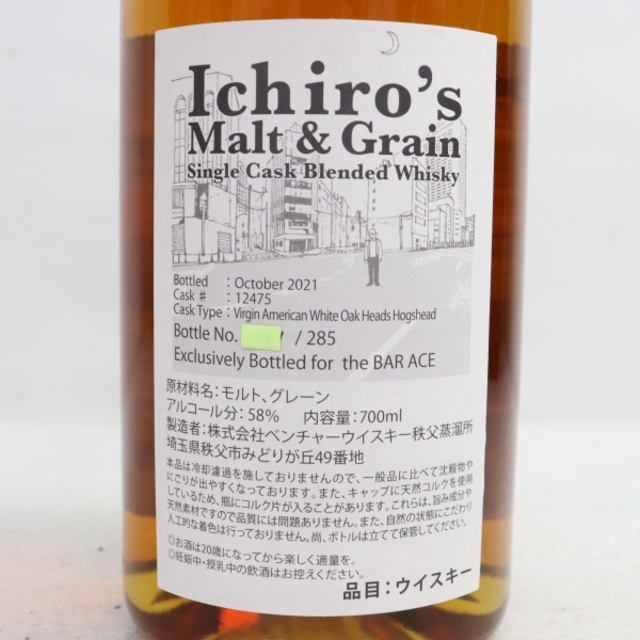 Ichiro's
Malt & Grain
Single Cask Blended Whisky
Bottled : October 2021
Cask # : 12475
Cask Type : Virgin American White Oak Heads Hogshead
Bottle No. / 285
Exclusively Bottled for the BAR ACE
原材料名：モルト、グレーン
アルコール分：58% 内容量：700ml
製造者：株式会社ベンチャーウイスキー秩父蒸溜所
埼玉県秩父市みどりが丘49番地
本品は冷却濾過を施しておりませんので、一般品に比べて沈殿物や
にごりが出やすくなっております。また、キャップに天然コルクを使用
しているため、瓶にコルク片が入ることがあります。これらは、旨み成分や
天然素材ですので品質には問題ありません。また、自然の状態にこだわり
人工的な着色は行っておりません。尚、ボトルは立てて保管してください。
◎お酒は20歳になってから楽しく適量を。
◎妊娠中・授乳中の飲酒はお控えください。
品目：ウイスキー